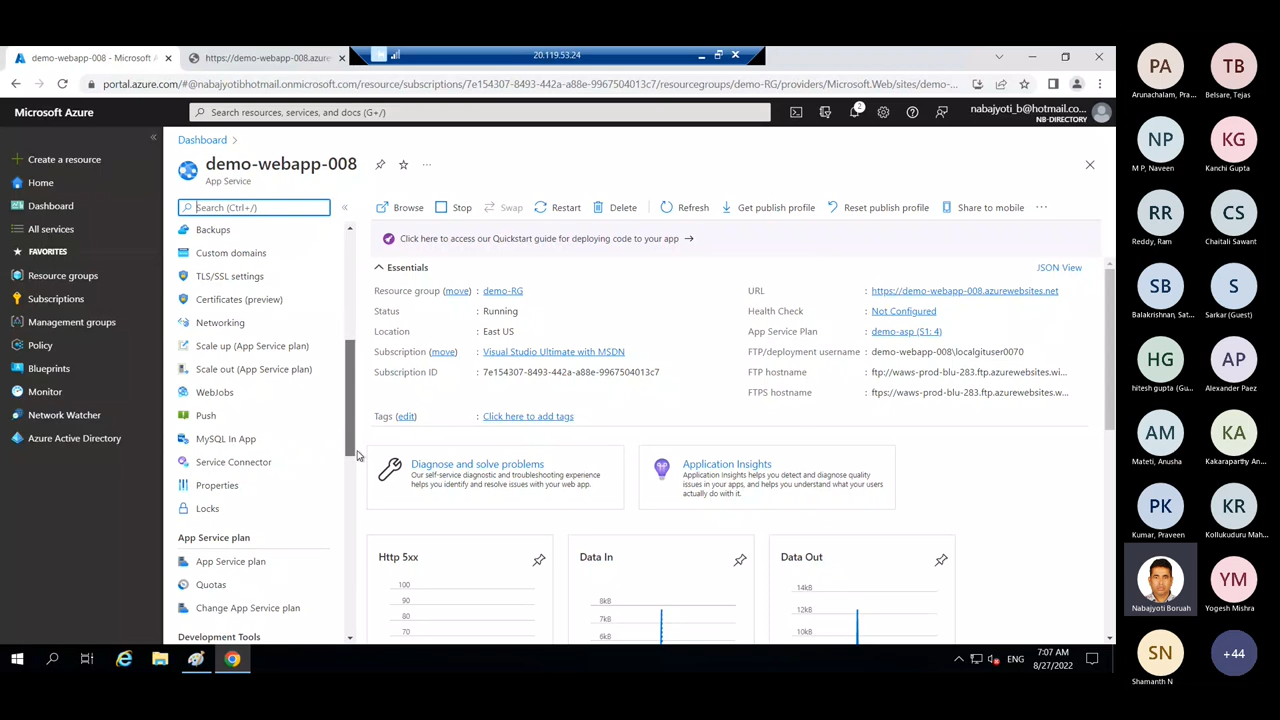 demo-webapp-008 - Microsoft A
https://demo-webapp-008.azure
20.119.53.24
portal.azure.com/#@nabajyotibhotmail.onmicrosoft.com/resource/subscriptions/7e154307-8493-442a-a88e-9967504013c7/resourcegroups/demo-RG/providers/Microsoft.Web/sites/demo-...
Microsoft Azure
Search resources, services, and docs (G+/)
2
nabajyoti_b@hotmail.co...
NB-DIRECTORY
Create a resource
Home
Dashboard
All services
FAVORITES
Resource groups
Subscriptions
Management groups
Policy
Blueprints
Monitor
Network Watcher
Azure Active Directory
Dashboard >
demo-webapp-008
App Service
Search (Ctrl+/)
Backups
Custom domains
TLS/SSL settings
Certificates (preview)
Networking
Scale up (App Service plan)
Scale out (App Service plan)
WebJobs
Push
MySQL In App
Service Connector
Properties
Locks
App Service plan
App Service plan
Quotas
Change App Service plan
Development Tools
Browse Stop Swap Restart Delete Refresh Get publish profile Reset publish profile Share to mobile
Click here to access our Quickstart guide for deploying code to your app →
Essentials
JSON View
Resource group (move) : demo-RG
Status : Running
Location : East US
Subscription (move) : Visual Studio Ultimate with MSDN
Subscription ID : 7e154307-8493-442a-a88e-9967504013c7
Tags (edit) : Click here to add tags
URL : https://demo-webapp-008.azurewebsites.net
Health Check : Not Configured
App Service Plan : demo-asp (S1: 4)
FTP/deployment username : demo-webapp-008\localgituser0070
FTP hostname : ftp://waws-prod-blu-283.ftp.azurewebsites.wi...
FTPS hostname : ftps://waws-prod-blu-283.ftp.azurewebsites.w...
Diagnose and solve problems
Our self-service diagnostic and troubleshooting experience
helps you identify and resolve issues with your web app.
Application Insights
Application Insights helps you detect and diagnose quality
issues in your apps, and helps you understand what your users
actually do with it.
Http 5xx
100
90
80
70
Data In
8kB
7kB
6kB
Data Out
14kB
12kB
10kB
ENG
7:07 AM
8/27/2022
PA
Arunachalam, Pra...
TB
Belsare, Tejas
NP
M P, Naveen
KG
Kanchi Gupta
RR
Reddy, Ram
CS
Chaitali Sawant
SB
Balakrishnan, Sat...
S
Sarkar (Guest)
HG
hitesh gupta (Gu...
AP
Alexander Paez
AM
Mateti, Anusha
KA
Kakaraparthy An...
PK
Kumar, Praveen
KR
Kollukuduru Mah...
Nabajyoti Boruah
YM
Yogesh Mishra
SN
Shamanth N
+44